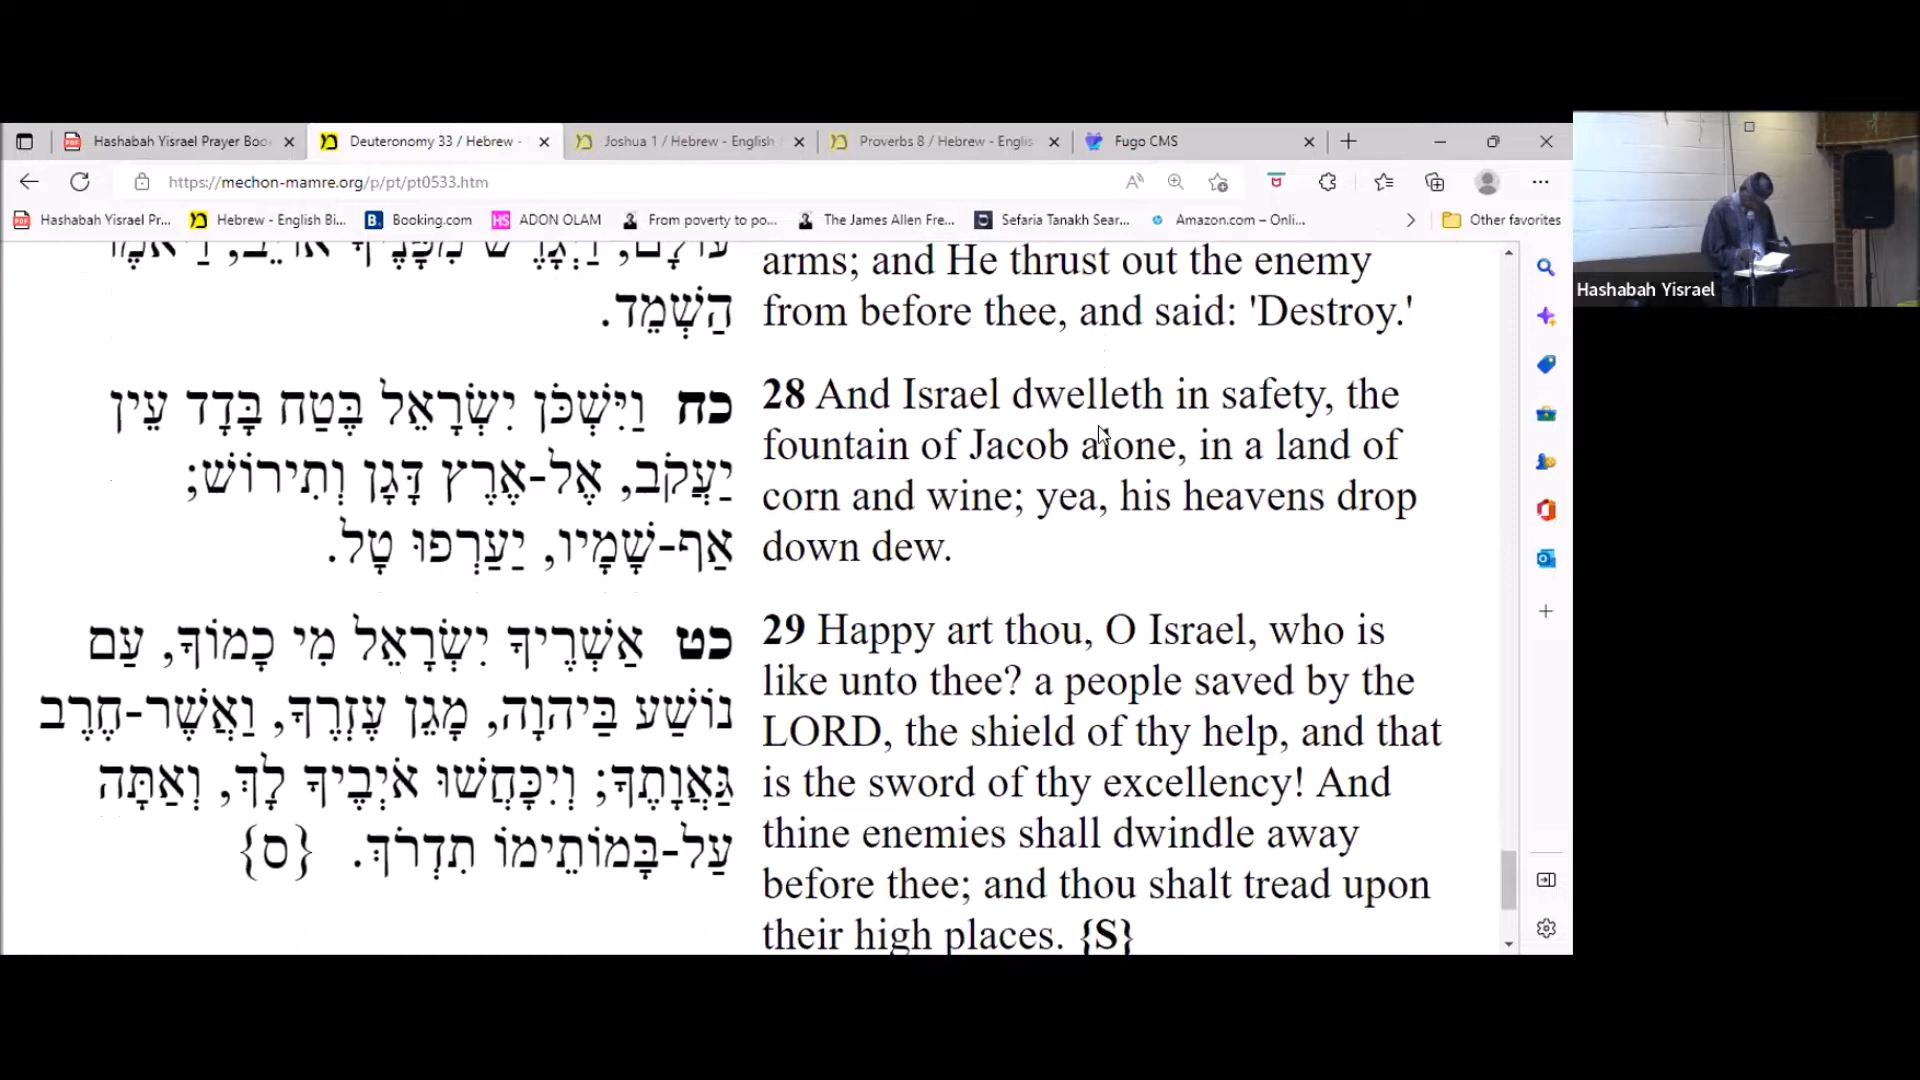 Hashabah Yisrael Prayer Boo
Deuteronomy 33 / Hebrew -
Joshua 1 / Hebrew - English
Proverbs 8 / Hebrew - Englis
Fugo CMS
https://mechon-mamre.org/p/pt/pt0533.htm
Hashabah Yisrael Pr...
Hebrew - English Bi...
Booking.com
ADON OLAM
From poverty to po...
The James Allen Fre...
Sefaria Tanakh Sear...
Amazon.com – Onli...
Other favorites
הַשְׁמֵד.
כח וַיִּשְׁכֹּן יִשְׂרָאֵל בֶּטַח בָּדָד עֵין
יַעֲקֹב, אֶל-אֶרֶץ דָּגָן וְתִירוֹשׁ;
אַף-שָׁמָיו, יַעַרְפוּ טָל.
כט אַשְׁרֶיךָ יִשְׂרָאֵל מִי כָמוֹךָ, עַם
נוֹשַׁע בַּיהוָה, מָגֵן עֶזְרֶךָ, וַאֲשֶׁר-חֶרֶב
גַּאֲוָתֶךָ; וְיִכָּחֲשׁוּ אֹיְבֶיךָ לָךְ, וְאַתָּה
עַל-בָּמוֹתֵימוֹ תִדְרֹךְ. {ס}
arms; and He thrust out the enemy
from before thee, and said: 'Destroy.'
28 And Israel dwelleth in safety, the
fountain of Jacob alone, in a land of
corn and wine; yea, his heavens drop
down dew.
29 Happy art thou, O Israel, who is
like unto thee? a people saved by the
LORD, the shield of thy help, and that
is the sword of thy excellency! And
thine enemies shall dwindle away
before thee; and thou shalt tread upon
their high places. {S}
Hashabah Yisrael